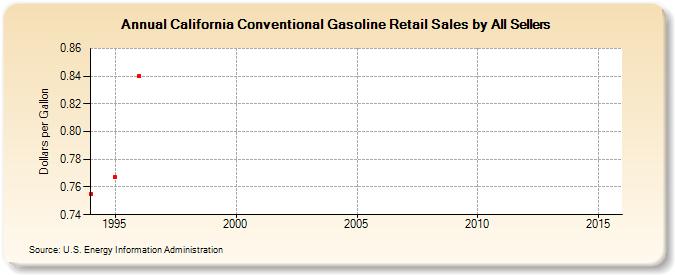 Annual California Conventional Gasoline Retail Sales by All Sellers
Dollars per Gallon
0.86
0.84
0.82
0.80
0.78
0.76
0.74
1995 2000 2005 2010 2015
Source: U.S. Energy Information Administration